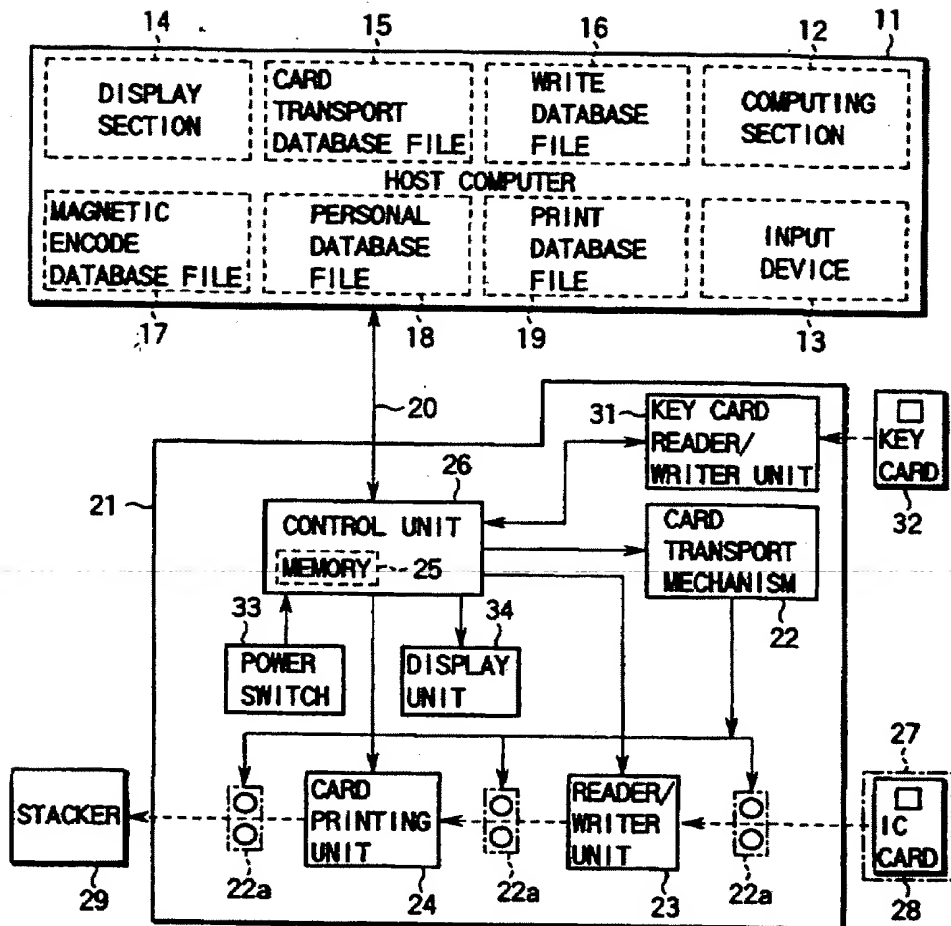 14
15
16
12
11
DISPLAY
SECTION
CARD
TRANSPORT
DATABASE FILE
WRITE
DATABASE
FILE
COMPUTING
SECTION
HOST COMPUTER
MAGNETIC
ENCODE
DATABASE FILE
PERSONAL
DATABASE
FILE
PRINT
DATABASE
FILE
INPUT
DEVICE
17
18
19
13
20
31
KEY CARD
READER/
WRITER UNIT
KEY
CARD
32
21
26
CONTROL UNIT
MEMORY
25
CARD
TRANSPORT
MECHANISM
22
33
POWER
SWITCH
34
DISPLAY
UNIT
27
STACKER
29
22a
CARD
PRINTING
UNIT
24
22a
READER/
WRITER
UNIT
23
22a
IC
CARD
28